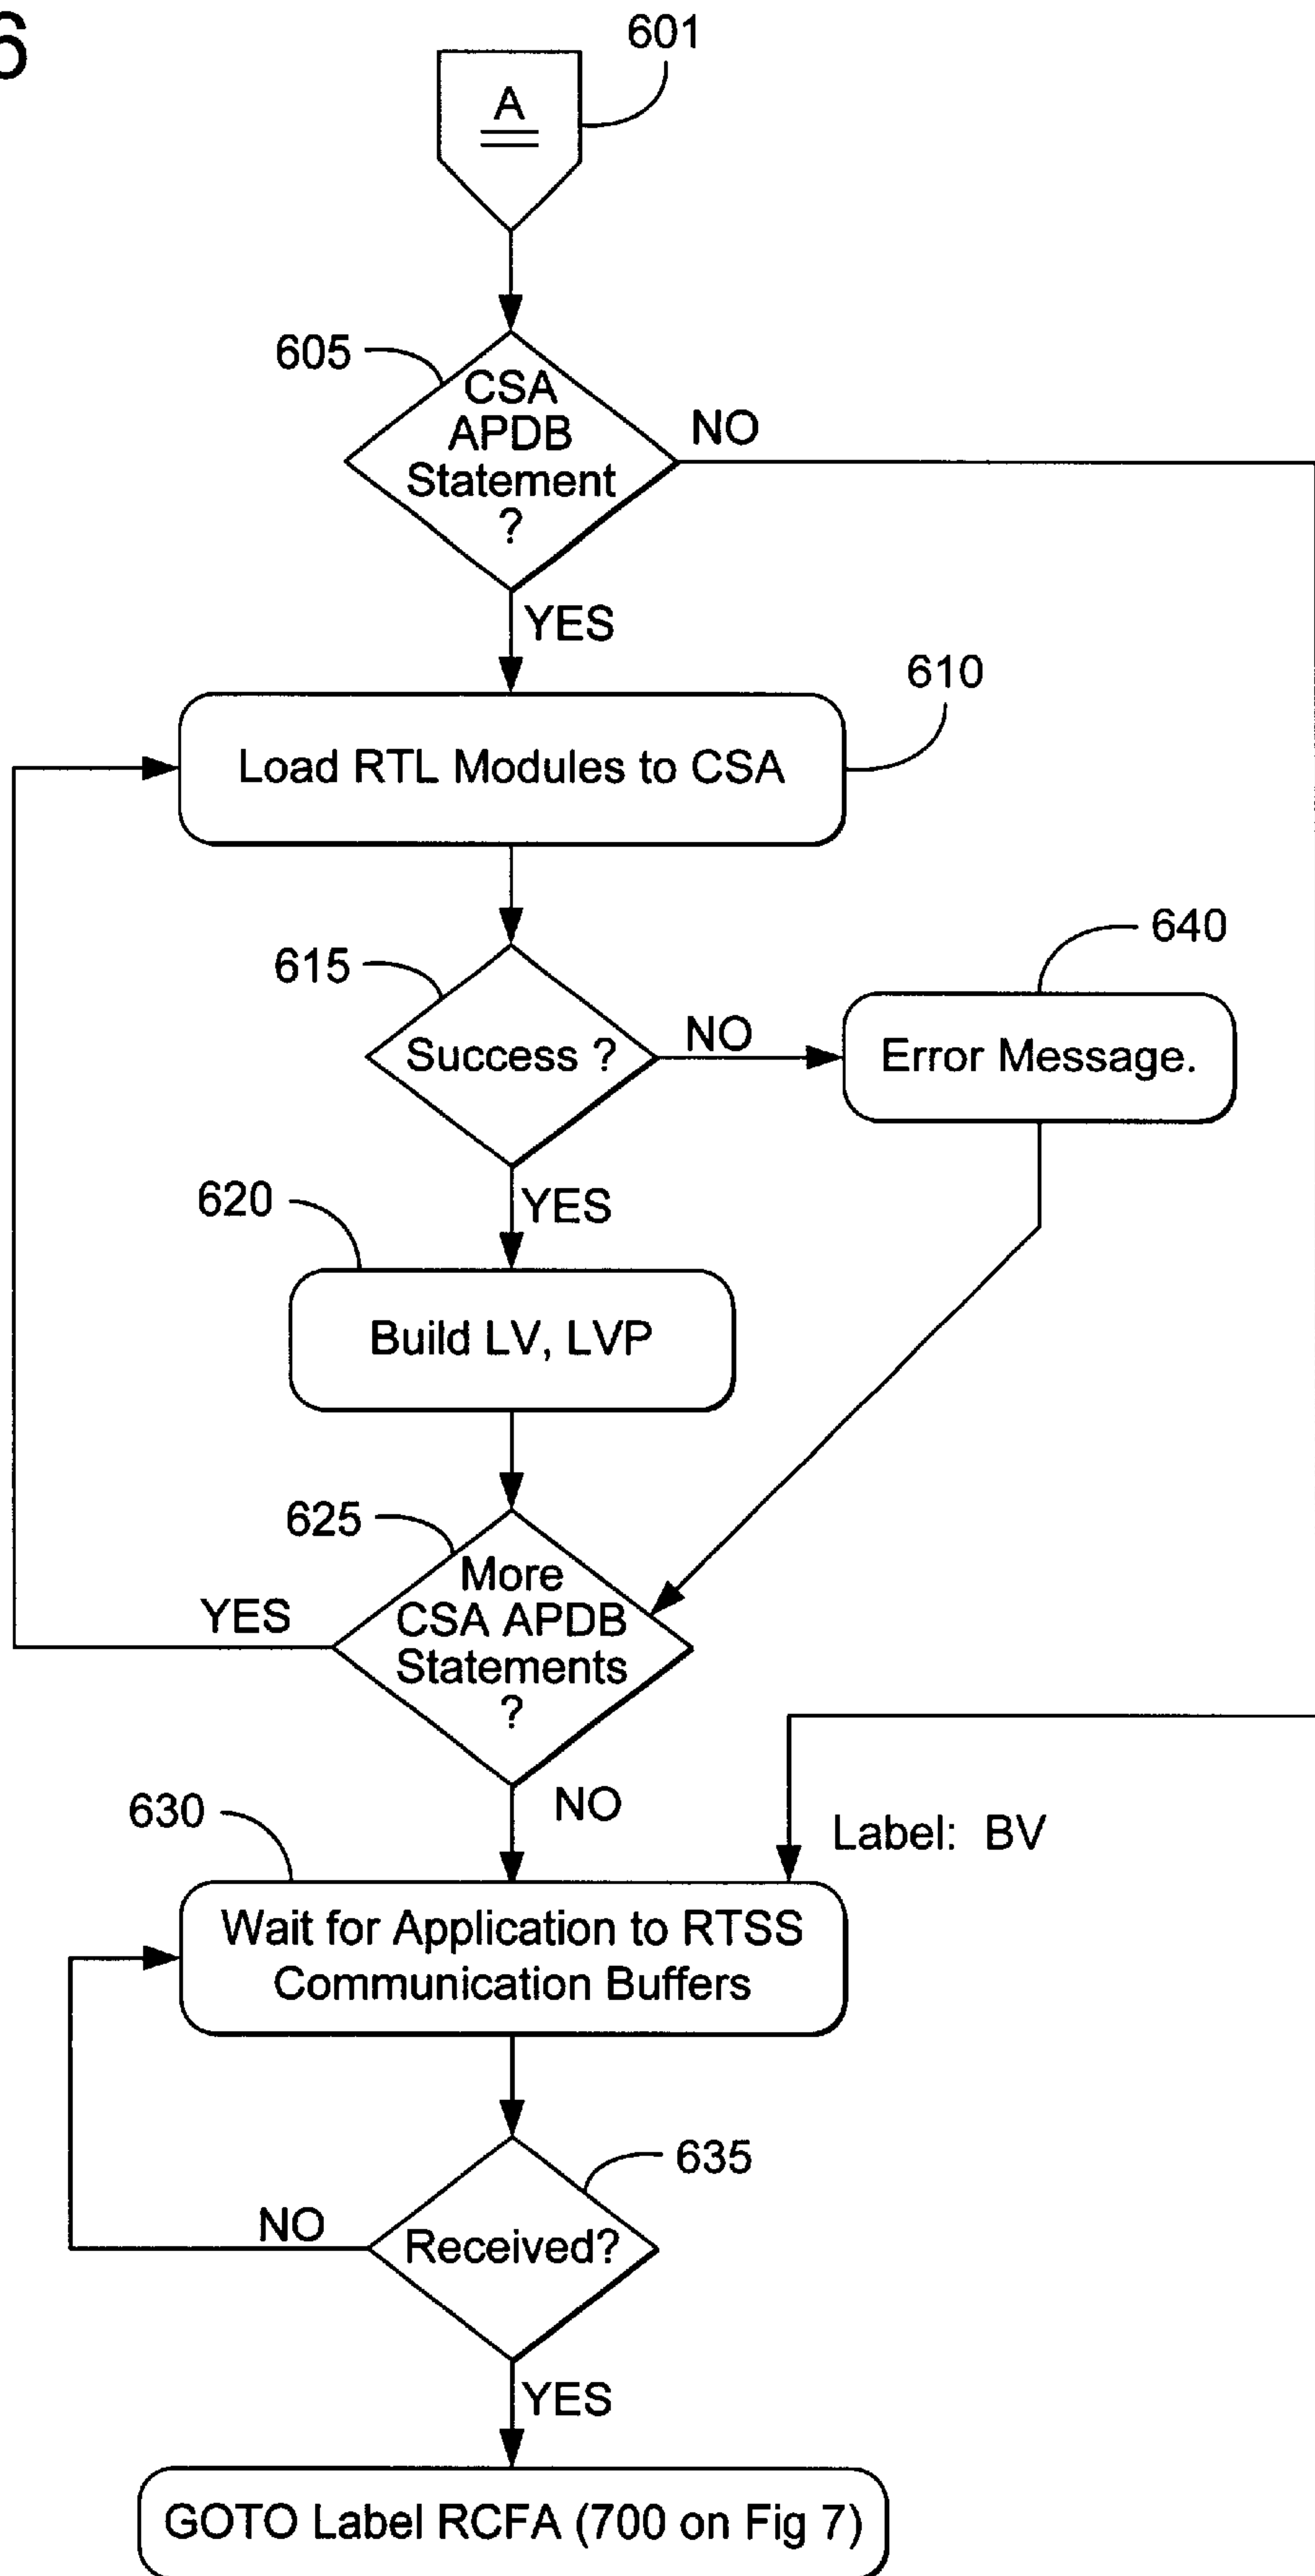 6
601
A
605
CSA
APDB
Statement
?
NO
YES
610
Load RTL Modules to CSA
615
Success ?
NO
640
Error Message.
YES
620
Build LV, LVP
625
More
CSA APDB
Statements
?
YES
NO
630
Label: BV
Wait for Application to RTSS
Communication Buffers
635
Received?
NO
YES
GOTO Label RCFA (700 on Fig 7)